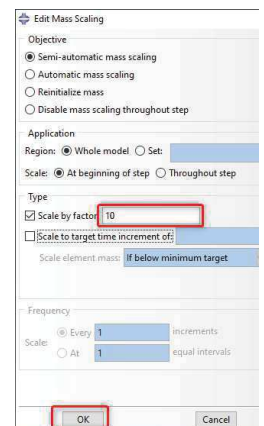 Edit Mass Scaling
Objective
Semi-automatic mass scaling
Automatic mass scaling
Reinitialize mass
Disable mass scaling throughout step
Application
Region: Whole model Set:
Scale: At beginning of step Throughout step
Type
Scale by factor 10
Scale to target time increment of:
Scale element mass: If below minimum target
Frequency
Scale:
Every 1 increments
At 1 equal intervals
OK Cancel